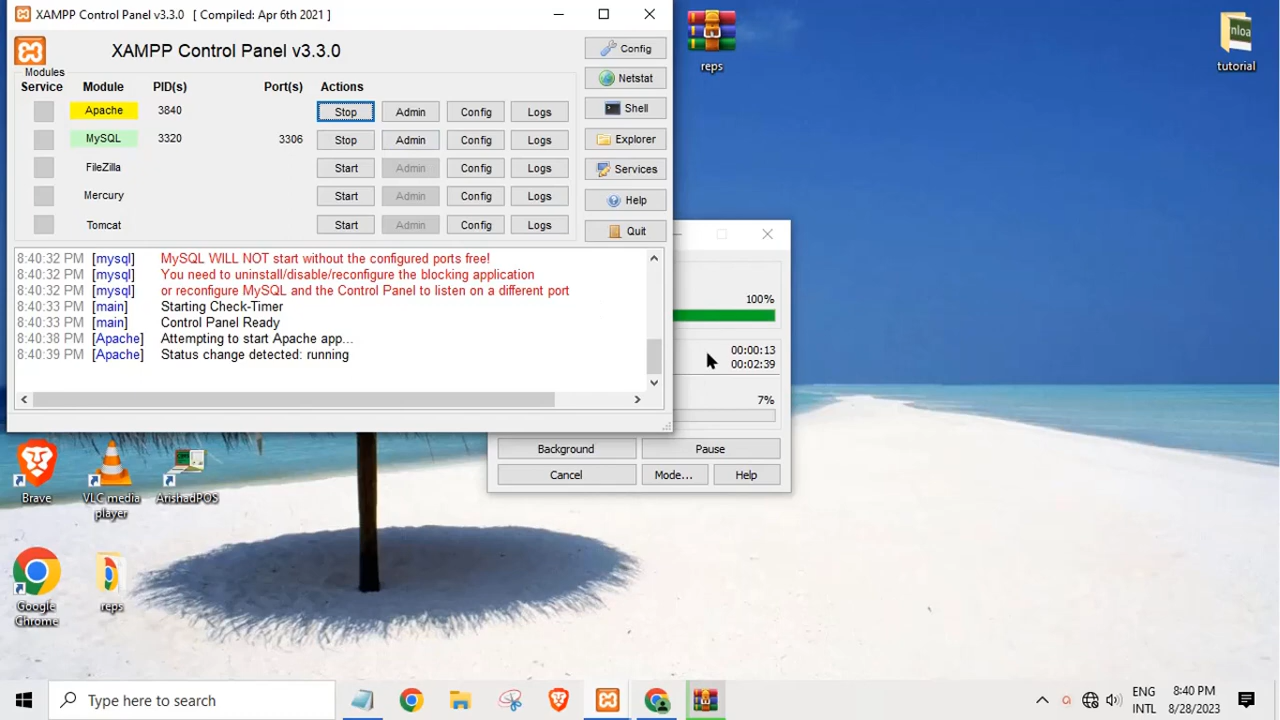 XAMPP Control Panel v3.3.0 [ Compiled: Apr 6th 2021 ]
XAMPP Control Panel v3.3.0
Config
Modules
Service Module PID(s) Port(s) Actions
Netstat
Apache 3840 Stop Admin Config Logs
Shell
MySQL 3320 3306 Stop Admin Config Logs
Explorer
FileZilla Start Admin Config Logs
Services
Mercury Start Admin Config Logs
Help
Tomcat Start Admin Config Logs
Quit
8:40:32 PM [mysql] MySQL WILL NOT start without the configured ports free!
8:40:32 PM [mysql] You need to uninstall/disable/reconfigure the blocking application
8:40:32 PM [mysql] or reconfigure MySQL and the Control Panel to listen on a different port
8:40:33 PM [main] Starting Check-Timer
8:40:33 PM [main] Control Panel Ready
8:40:38 PM [Apache] Attempting to start Apache app...
8:40:39 PM [Apache] Status change detected: running
100%
00:00:13
00:02:39
7%
Background Pause
Cancel Mode... Help
reps
nloa
tutorial
Brave
VLC media
player
ArishadPOS
Google
Chrome
reps
Type here to search
ENG
INTL
8:40 PM
8/28/2023